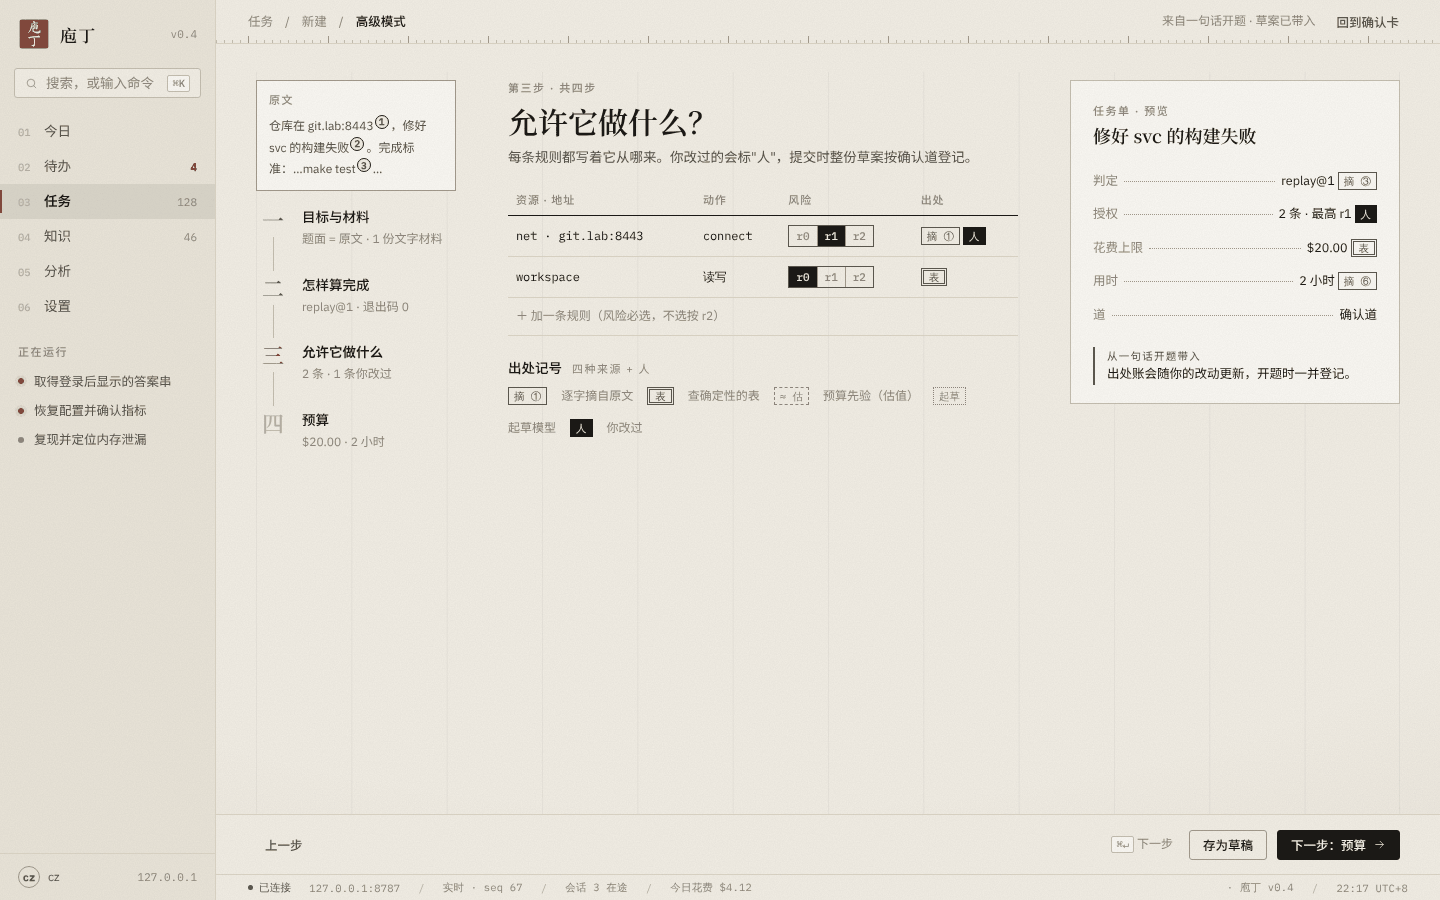 庖丁
庖丁
v0.4
搜索，或输入命令 ⌘K
01 今日
02 待办 4
03 任务 128
04 知识 46
05 分析
06 设置
正在运行
取得登录后显示的答案串
恢复配置并确认指标
复现并定位内存泄漏
cz cz 127.0.0.1
任务 / 新建 / 高级模式
来自一句话开题 · 草案已带入 回到确认卡
原文
仓库在 git.lab:8443①，修好
svc 的构建失败②。完成标
准：…make test③…
一 目标与材料
题面 = 原文 · 1 份文字材料
二 怎样算完成
replay@1 · 退出码 0
三 允许它做什么
2 条 · 1 条你改过
四 预算
$20.00 · 2 小时
第三步 · 共四步
允许它做什么？
每条规则都写着它从哪来。你改过的会标"人"，提交时整份草案按确认道登记。
资源 · 地址 动作 风险 出处
net · git.lab:8443 connect r0 r1 r2 摘 ① 人
workspace 读写 r0 r1 r2 表
＋ 加一条规则（风险必选，不选按 r2）
出处记号 四种来源 + 人
摘 ① 逐字摘自原文 表 查确定性的表 ≈ 估 预算先验（估值） 起草
起草模型 人 你改过
任务单 · 预览
修好 svc 的构建失败
判定 replay@1 摘 ③
授权 2 条 · 最高 r1 人
花费上限 $20.00 表
用时 2 小时 摘 ⑥
道 确认道
从一句话开题带入
出处账会随你的改动更新，开题时一并登记。
上一步
⌘↵ 下一步 存为草稿 下一步：预算 →
已连接 127.0.0.1:8787 / 实时 · seq 67 / 会话 3 在途 / 今日花费 $4.12
· 庖丁 v0.4 / 22:17 UTC+8